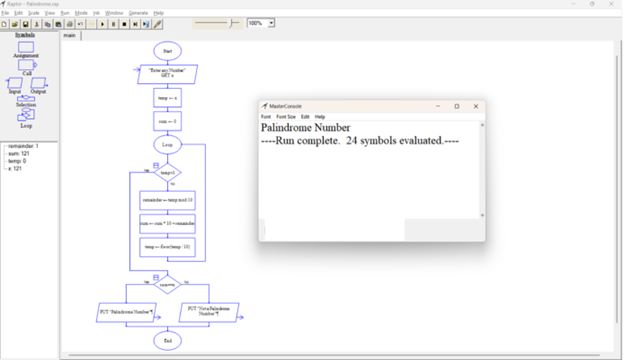 Raptor - Palindrome.rap
File Edit Scale View Run Mode Ink Window Generate Help
100%
Symbols
Assignment
Call
Input Output
Selection
Loop
remainder: 1
sum: 121
temp: 0
x: 121
main
Start
"Enter any Number"
GET x
temp ← x
sum ← 0
Loop
Yes
No
remainder ← temp mod 10
sum ← sum * 10 +remainder
temp ← floor(temp / 10)
Yes
No
PUT "Palindrome Number"¶
PUT "Not a Palindrome
Number"¶
End
MasterConsole
Font Font Size Edit Help
Palindrome Number
----Run complete. 24 symbols evaluated.----